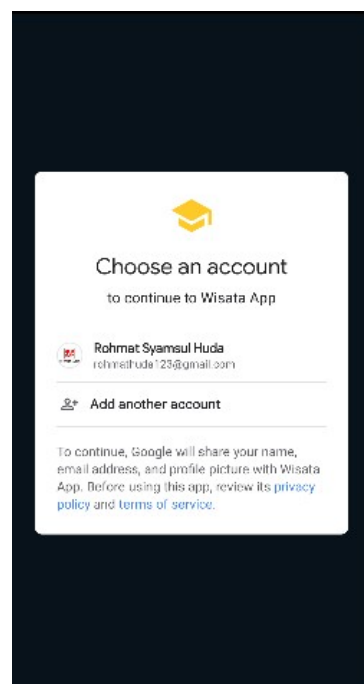 Choose an account
to continue to Wisata App
Rohmat Syamsul Huda
rohmathuda123@gmail.com
Add another account
To continue, Google will share your name,
email address, and profile picture with Wisata
App. Before using this app, review its privacy
policy and terms of service.